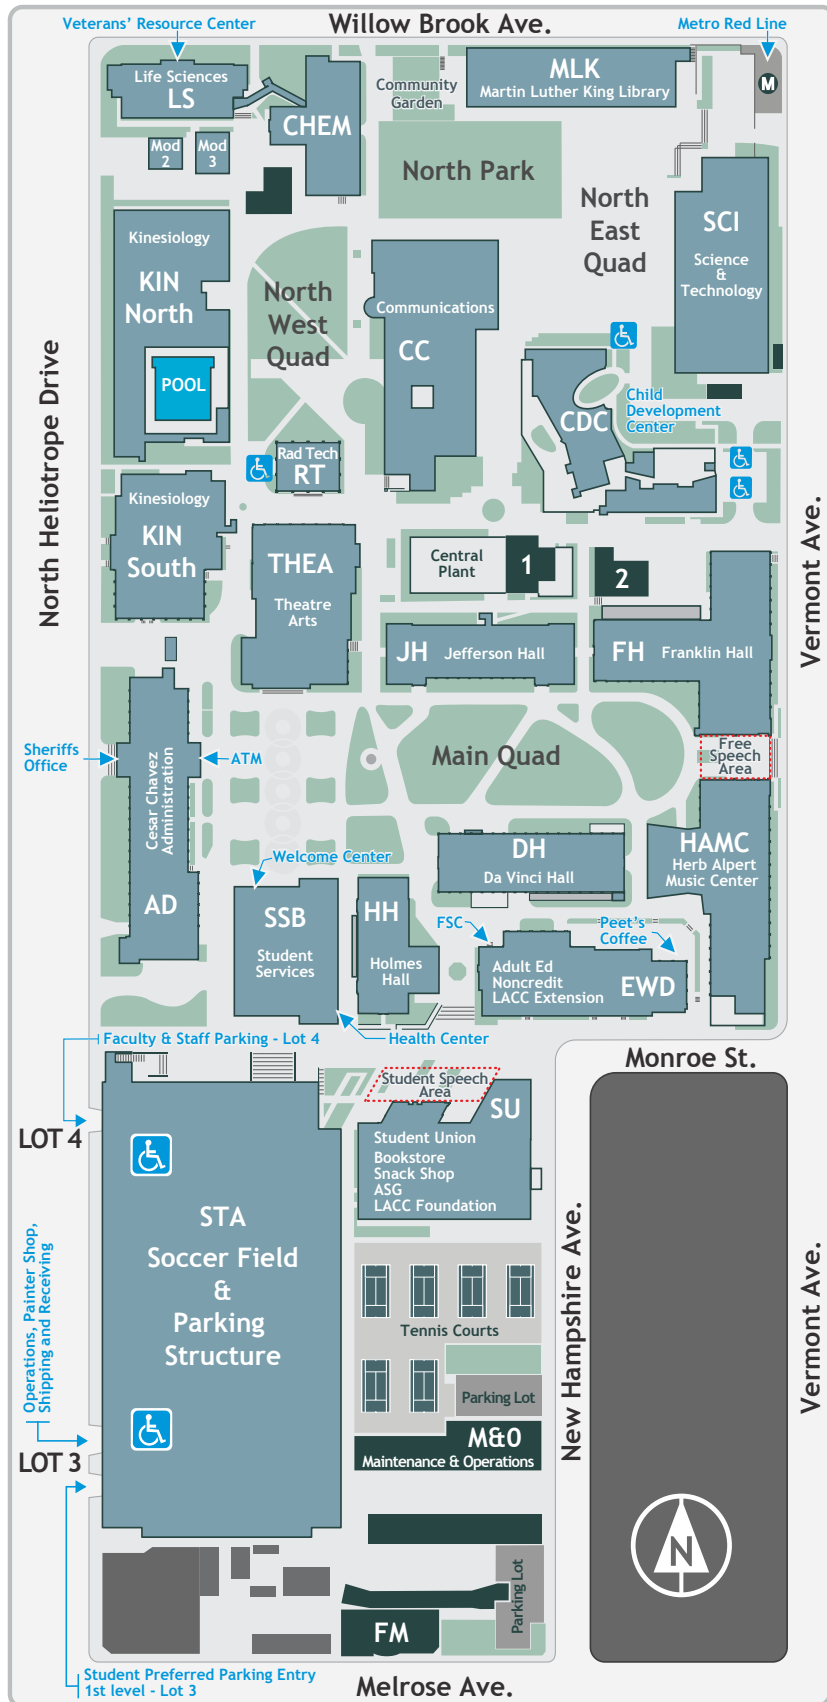 Veterans' Resource Center
Willow Brook Ave.
Metro Red Line
Life Sciences
LS
CHEM
Community
Garden
MLK
Martin Luther King Library
M
Mod
2
Mod
3
North Park
North
East
Quad
SCI
Science
&
Technology
Kinesiology
KIN
North
POOL
North
West
Quad
Communications
CC
CDC
Child
Development
Center
Rad Tech
RT
North Heliotrope Drive
Vermont Ave.
Kinesiology
KIN
South
THEA
Theatre
Arts
Central
Plant
1
2
JH Jefferson Hall
FH Franklin Hall
Sheriffs
Office
ATM
Cesar Chavez
Administration
AD
Main Quad
Free
Speech
Area
Welcome Center
SSB
Student
Services
HH
Holmes
Hall
DH
Da Vinci Hall
HAMC
Herb Alpert
Music Center
FSC
Peet's
Coffee
Adult Ed
Noncredit
LACC Extension
EWD
Faculty & Staff Parking - Lot 4
Health Center
Monroe St.
LOT 4
Student Speech
Area
SU
Student Union
Bookstore
Snack Shop
ASG
LACC Foundation
STA
Soccer Field
&
Parking
Structure
Operations, Painter Shop,
Shipping and Receiving
Tennis Courts
Parking Lot
New Hampshire Ave.
Vermont Ave.
M&O
Maintenance & Operations
LOT 3
N
Parking Lot
FM
Student Preferred Parking Entry
1st level - Lot 3
Melrose Ave.